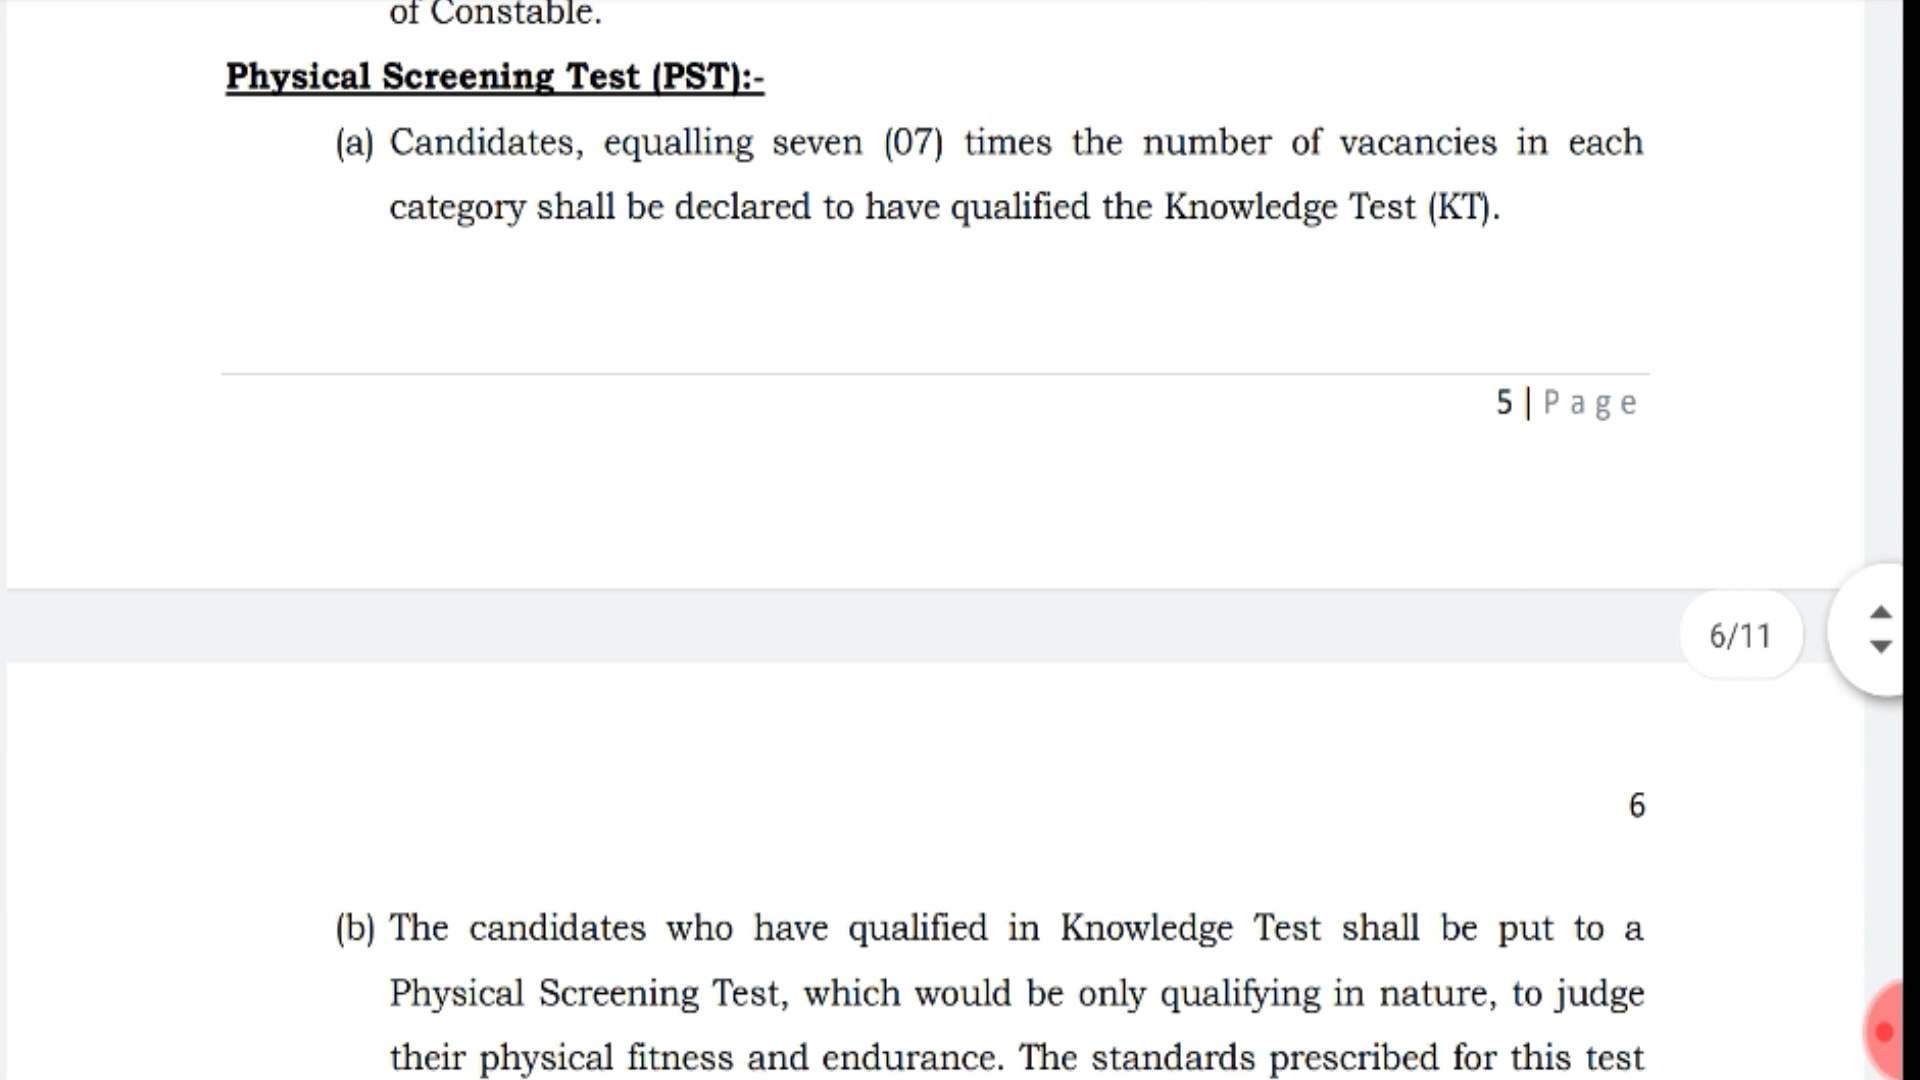 of Constable.
Physical Screening Test (PST):-
(a) Candidates, equalling seven (07) times the number of vacancies in each
category shall be declared to have qualified the Knowledge Test (KT).
5 | P a g e
6/11
6
(b) The candidates who have qualified in Knowledge Test shall be put to a
Physical Screening Test, which would be only qualifying in nature, to judge
their physical fitness and endurance. The standards prescribed for this test